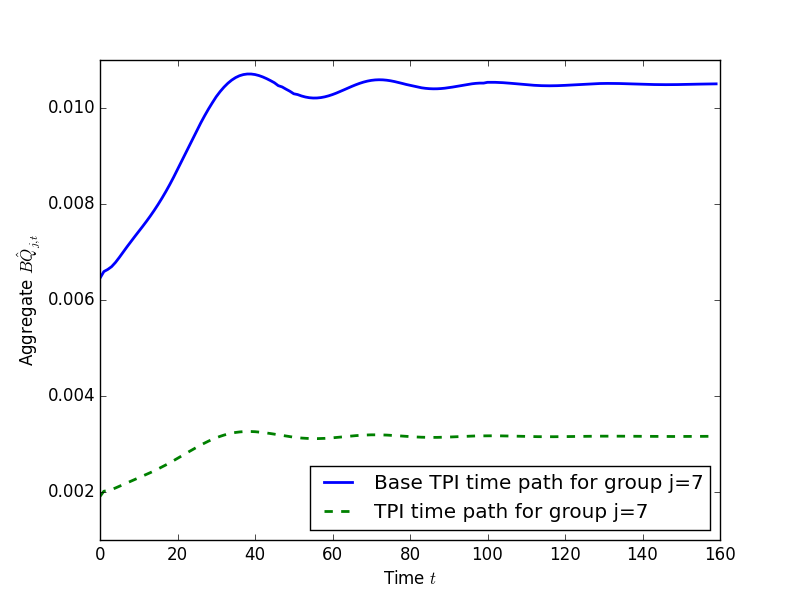 0.010
0.008
0.006
0.004
0.002
Aggregate $\hat{BQ}_{j,t}$
Base TPI time path for group j=7
TPI time path for group j=7
0 20 40 60 80 100 120 140 160
Time t